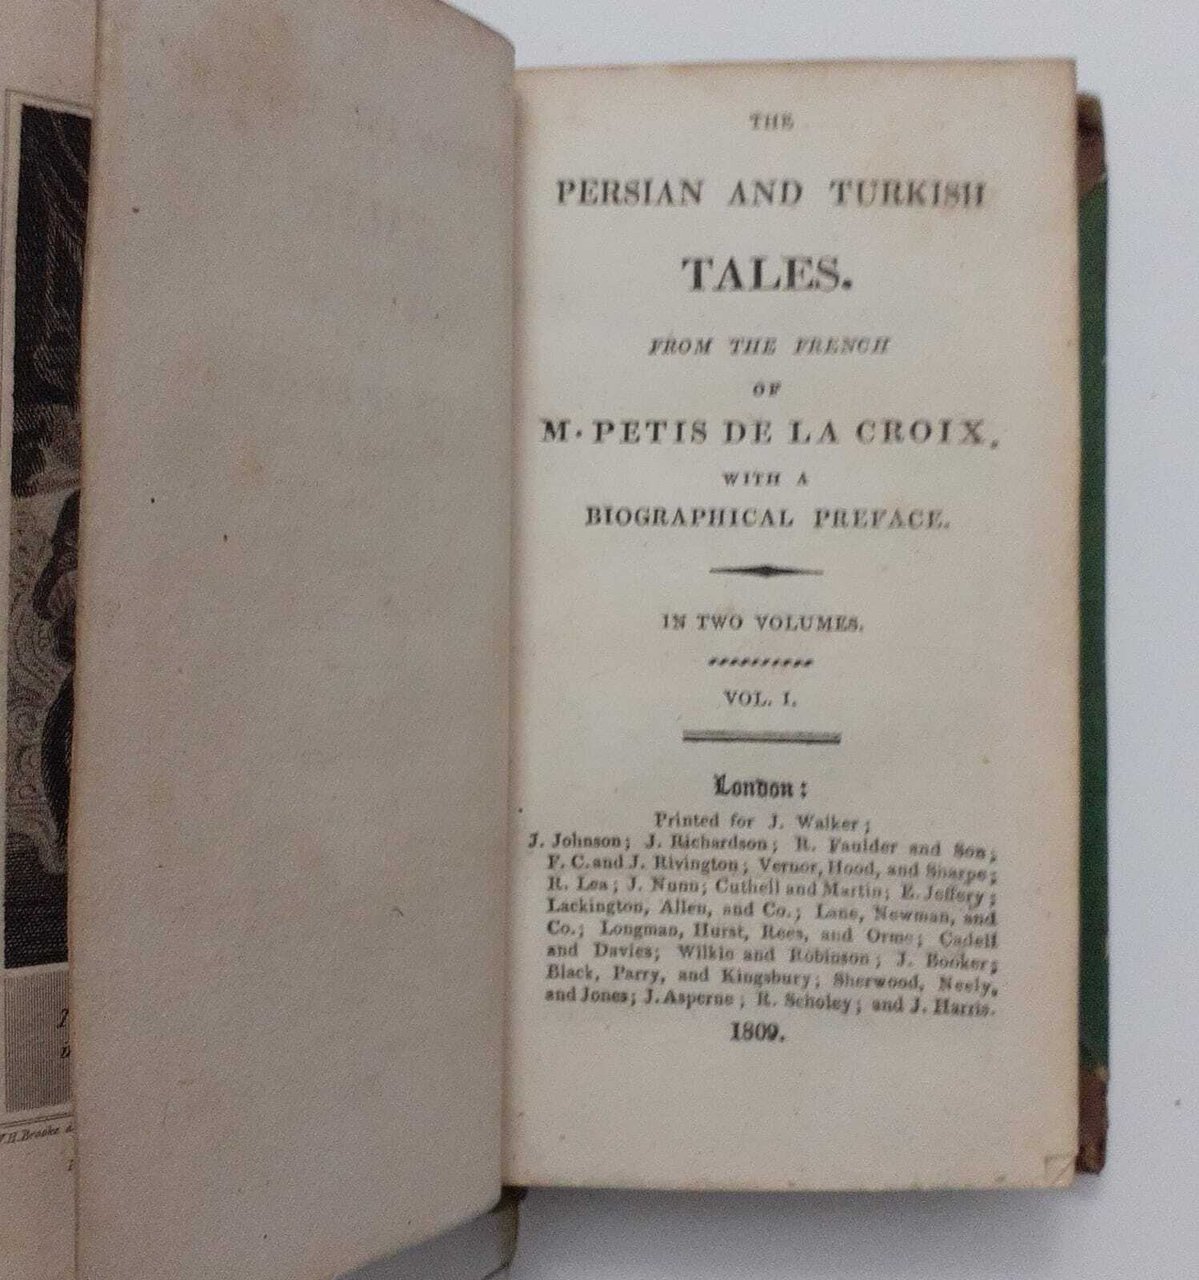 THE
PERSIAN AND TURKISH
TALES.
FROM THE FRENCH
OF
M. PETIS DE LA CROIX.
WITH A
BIOGRAPHICAL PREFACE.
IN TWO VOLUMES.
VOL. I.
London:
Printed for J. Walker;
J. Johnson; J. Richardson; R. Faulder and Son;
F. C. and J. Rivington; Vernor, Hood, and Sharpe;
R. Lea; J. Nunn; Cuthell and Martin; E. Jeffery;
Lackington, Allen, and Co.; Lane, Newman, and
Co.; Longman, Hurst, Rees, and Orme; Cadell
and Davies; Wilkie and Robinson; J. Booker;
Black, Parry, and Kingsbury; Sherwood, Neely,
and Jones; J. Asperne; R. Scholey; and J. Harris.
1809.
W.H. Brooke